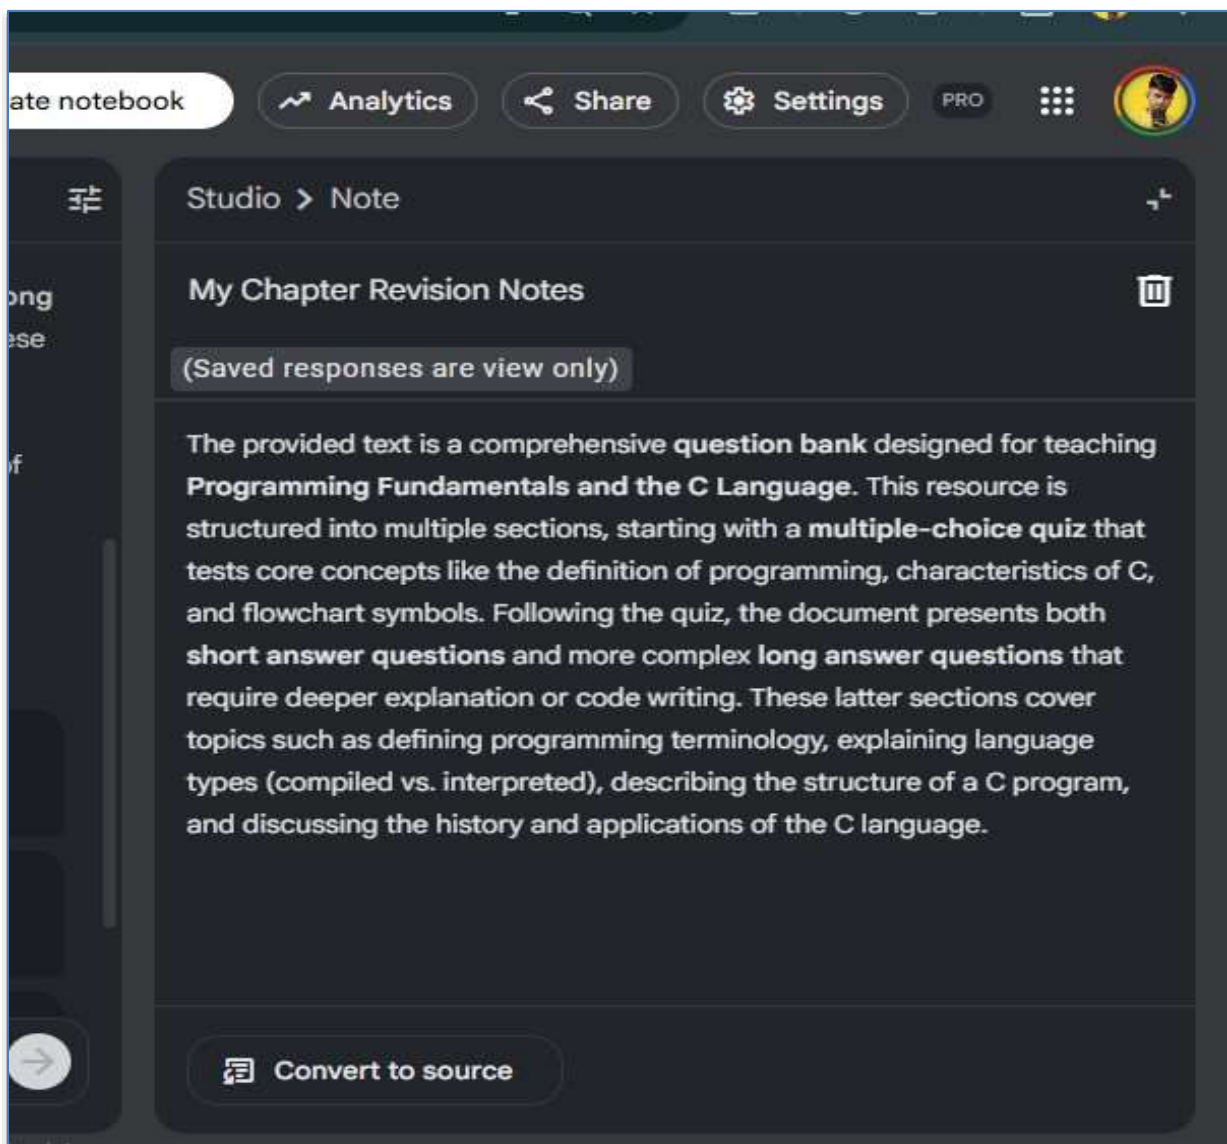 ate notebook
Analytics
Share
Settings
PRO
Studio > Note
ong
ese
of
My Chapter Revision Notes
(Saved responses are view only)
The provided text is a comprehensive question bank designed for teaching
Programming Fundamentals and the C Language. This resource is
structured into multiple sections, starting with a multiple-choice quiz that
tests core concepts like the definition of programming, characteristics of C,
and flowchart symbols. Following the quiz, the document presents both
short answer questions and more complex long answer questions that
require deeper explanation or code writing. These latter sections cover
topics such as defining programming terminology, explaining language
types (compiled vs. interpreted), describing the structure of a C program,
and discussing the history and applications of the C language.
Convert to source